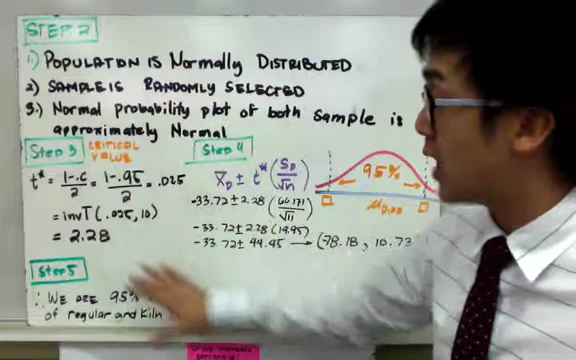 STEP 2
1) POPULATON IS NORMALLY DISTRIBUTED
2) SAMPLE IS RANDOMLY SELECTED
3.) Normal probability plot of both sample is
approximately Normal
Step 3 CRITICAL VALUE
t* = 1-.c/2 = 1-.95/2 = .025
= invT (.025, 10)
= 2.28
Step 4
x̄D ± t* (SD/√n)
-33.72 ± 2.28 (66.171/√11)
-33.72 ± 2.28 (19.95)
-33.72 ± 44.45 → (-78.18, 10.73
95%
μDiff
Step 5
∴ WE ARE 95%
of regular and Kiln